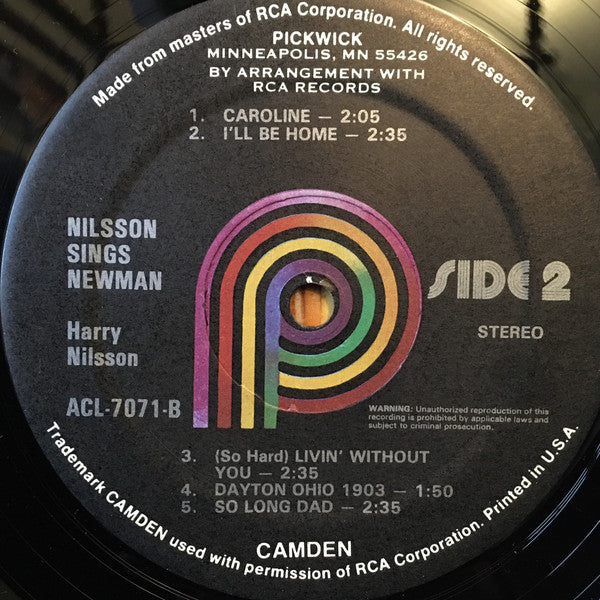 Made from masters of RCA Corporation. All rights reserved.
PICKWICK
MINNEAPOLIS, MN 55426
BY ARRANGEMENT WITH
RCA RECORDS
1. CAROLINE – 2:05
2. I'LL BE HOME – 2:35
NILSSON
SINGS
NEWMAN
Harry
Nilsson
ACL-7071-B
SIDE 2
STEREO
WARNING: Unauthorized reproduction of this
recording is prohibited by applicable laws and
subject to criminal prosecution.
3. (So Hard) LIVIN' WITHOUT
YOU – 2:35
4. DAYTON OHIO 1903 – 1:50
5. SO LONG DAD – 2:35
CAMDEN
Trademark CAMDEN used with permission of RCA Corporation. Printed in U.S.A.